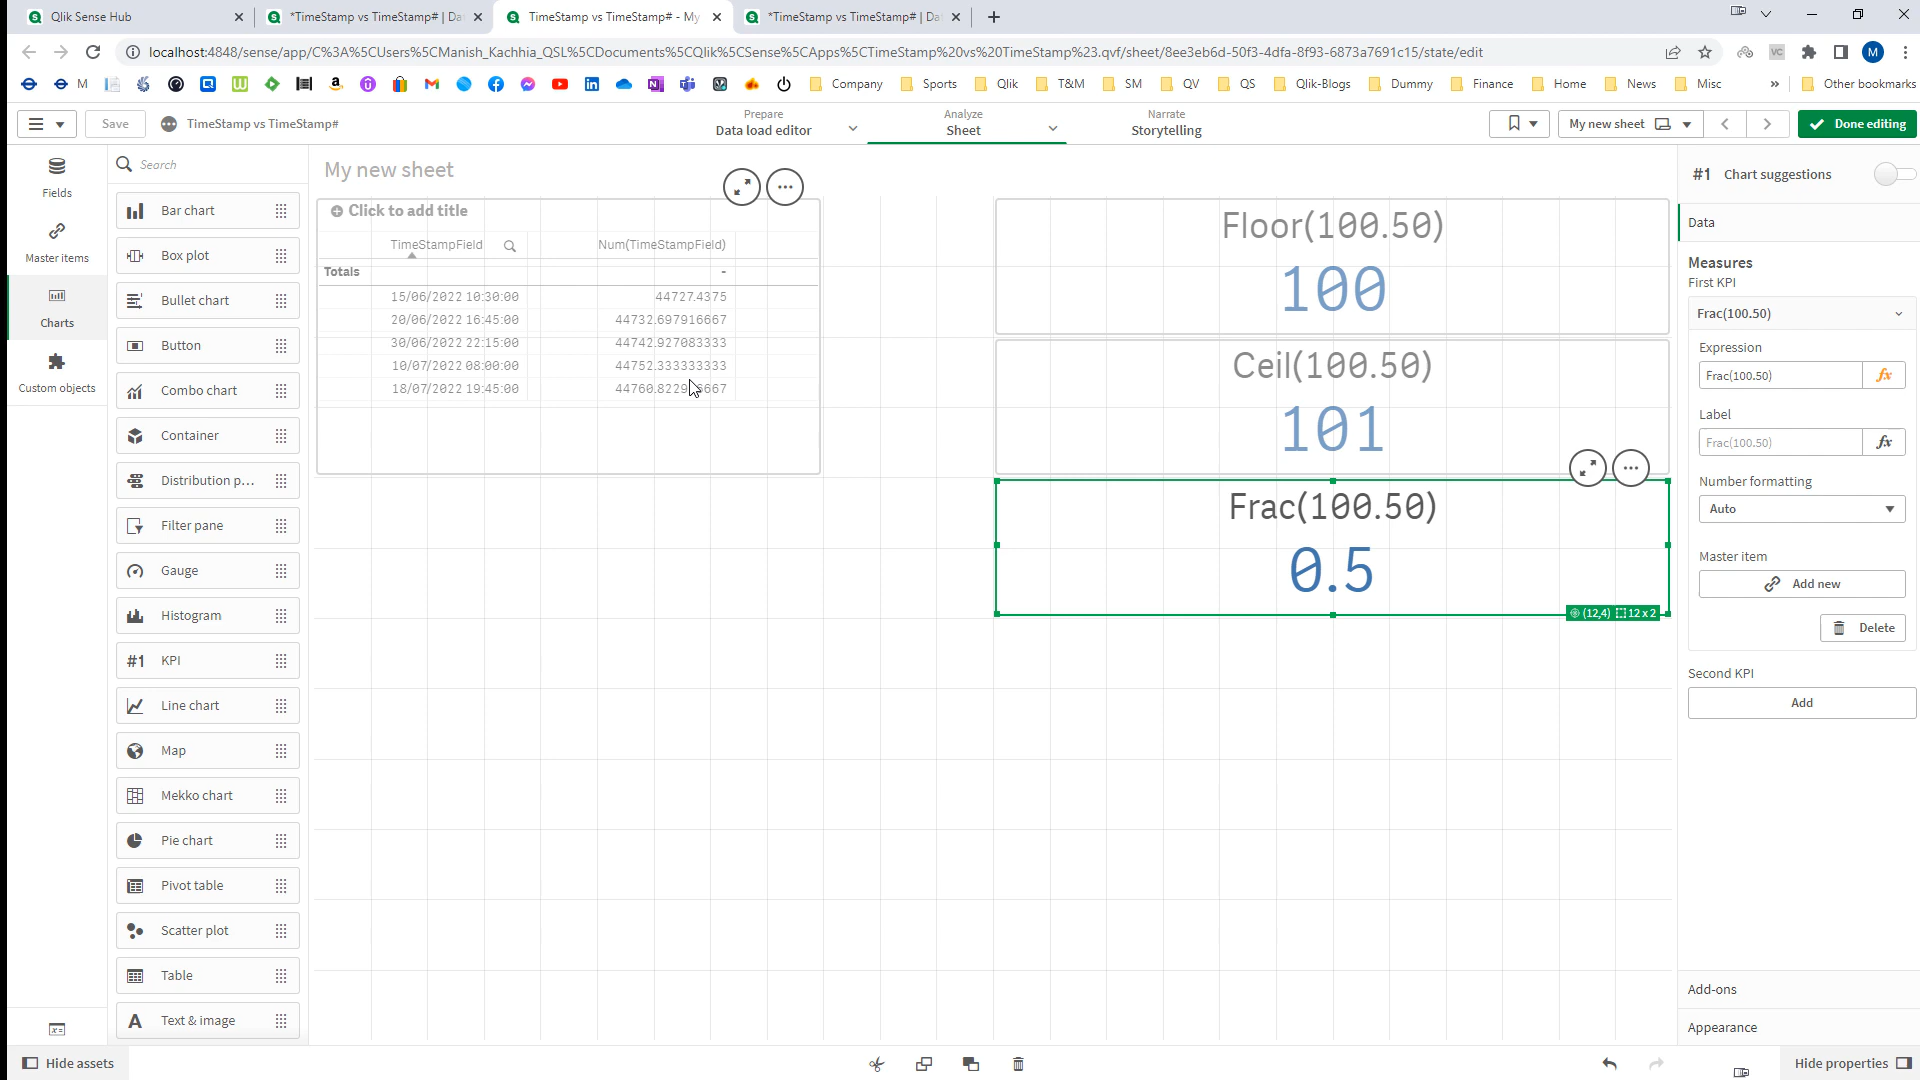 Qlik Sense Hub
*TimeStamp vs TimeStamp# | Da
TimeStamp vs TimeStamp# - My
*TimeStamp vs TimeStamp# | Da
localhost:4848/sense/app/C%3A%5CUsers%5CManish_Kachhia_QSL%5CDocuments%5CQlik%5CSense%5CApps%5CTimeStamp%20vs%20TimeStamp%23.qvf/sheet/8ee3eb6d-50f3-4dfa-8f93-6873a7691c15/state/edit
M
M Company Sports Qlik T&M SM QV QS Qlik-Blogs Dummy Finance Home News Misc » Other bookmarks
Save
TimeStamp vs TimeStamp#
Prepare
Data load editor
Analyze
Sheet
Narrate
Storytelling
My new sheet
Done editing
Fields
Master items
Charts
Custom objects
Search
Bar chart
Box plot
Bullet chart
Button
Combo chart
Container
Distribution p...
Filter pane
Gauge
Histogram
#1 KPI
Line chart
Map
Mekko chart
Pie chart
Pivot table
Scatter plot
Table
A Text & image
My new sheet
Click to add title
TimeStampField Num(TimeStampField)
Totals -
15/06/2022 10:30:00 44727.4375
20/06/2022 16:45:00 44732.697916667
30/06/2022 22:15:00 44742.927083333
10/07/2022 08:00:00 44752.333333333
18/07/2022 19:45:00 44760.822 6667
Floor(100.50)
100
Ceil(100.50)
101
Frac(100.50)
0.5
(12,4) 12 x 2
#1 Chart suggestions
Data
Measures
First KPI
Frac(100.50)
Expression
Frac(100.50) fx
Label
Frac(100.50) fx
Number formatting
Auto
Master item
Add new
Delete
Second KPI
Add
Add-ons
Appearance
Hide assets
Hide properties